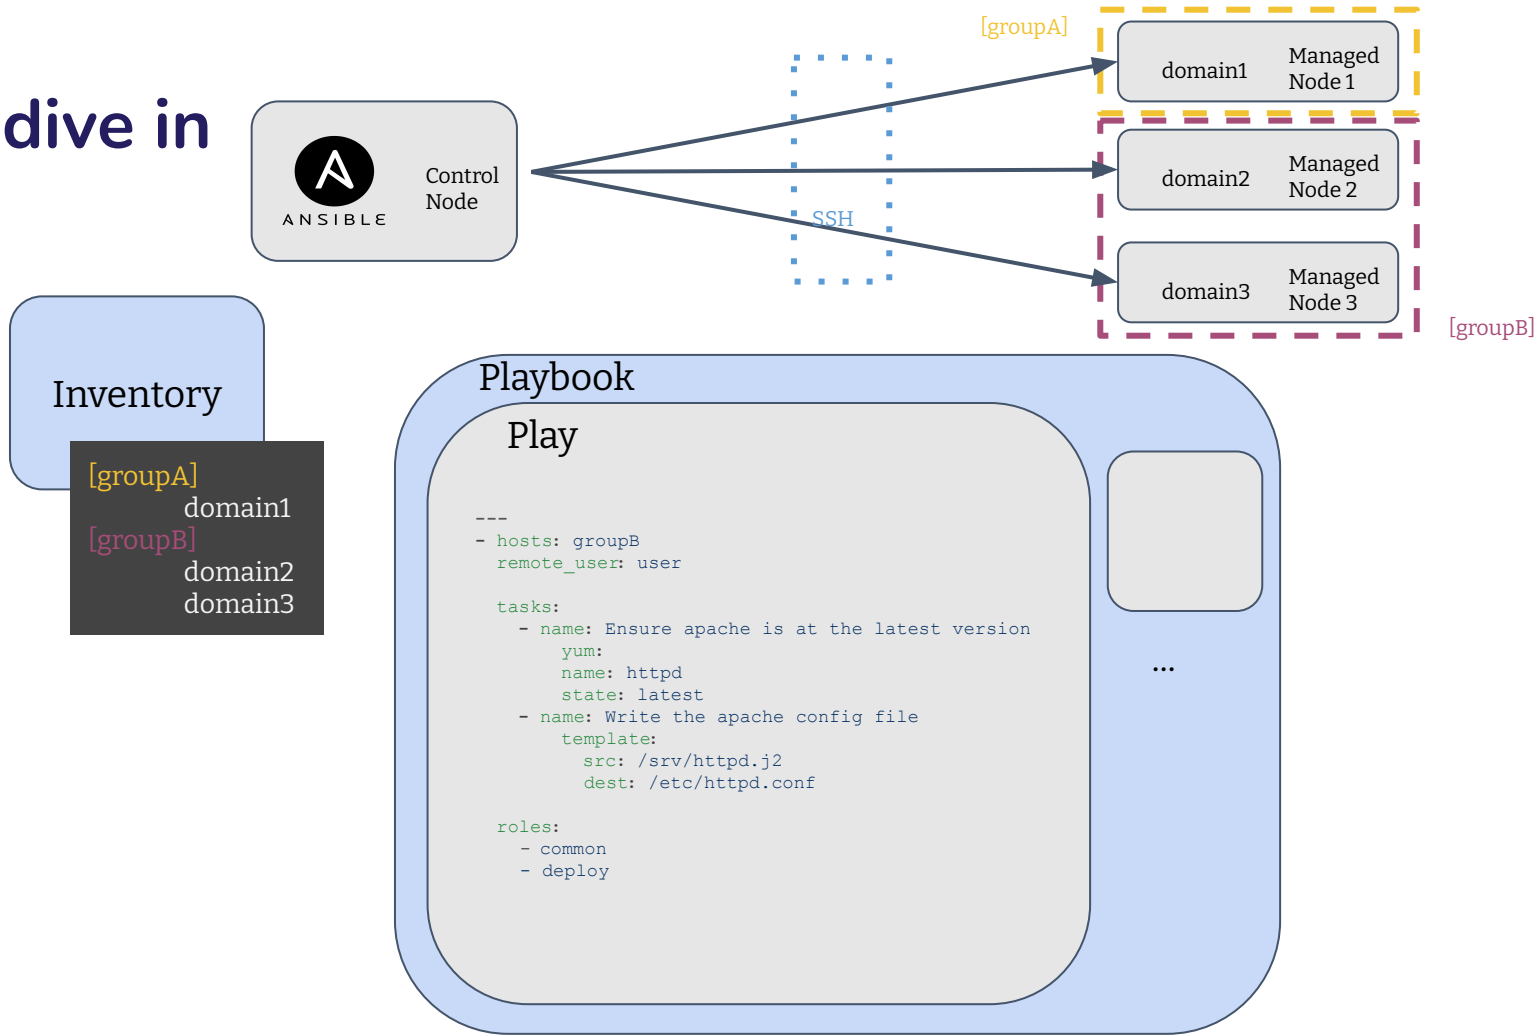 dive in
ANSIBLE
Control
Node
SSH
[groupA]
domain1
Managed
Node 1
domain2
Managed
Node 2
domain3
Managed
Node 3
[groupB]
Inventory
[groupA]
domain1
[groupB]
domain2
domain3
Playbook
Play
---
- hosts: groupB
remote_user: user
tasks:
- name: Ensure apache is at the latest version
yum:
name: httpd
state: latest
- name: Write the apache config file
template:
src: /srv/httpd.j2
dest: /etc/httpd.conf
roles:
- common
- deploy
...